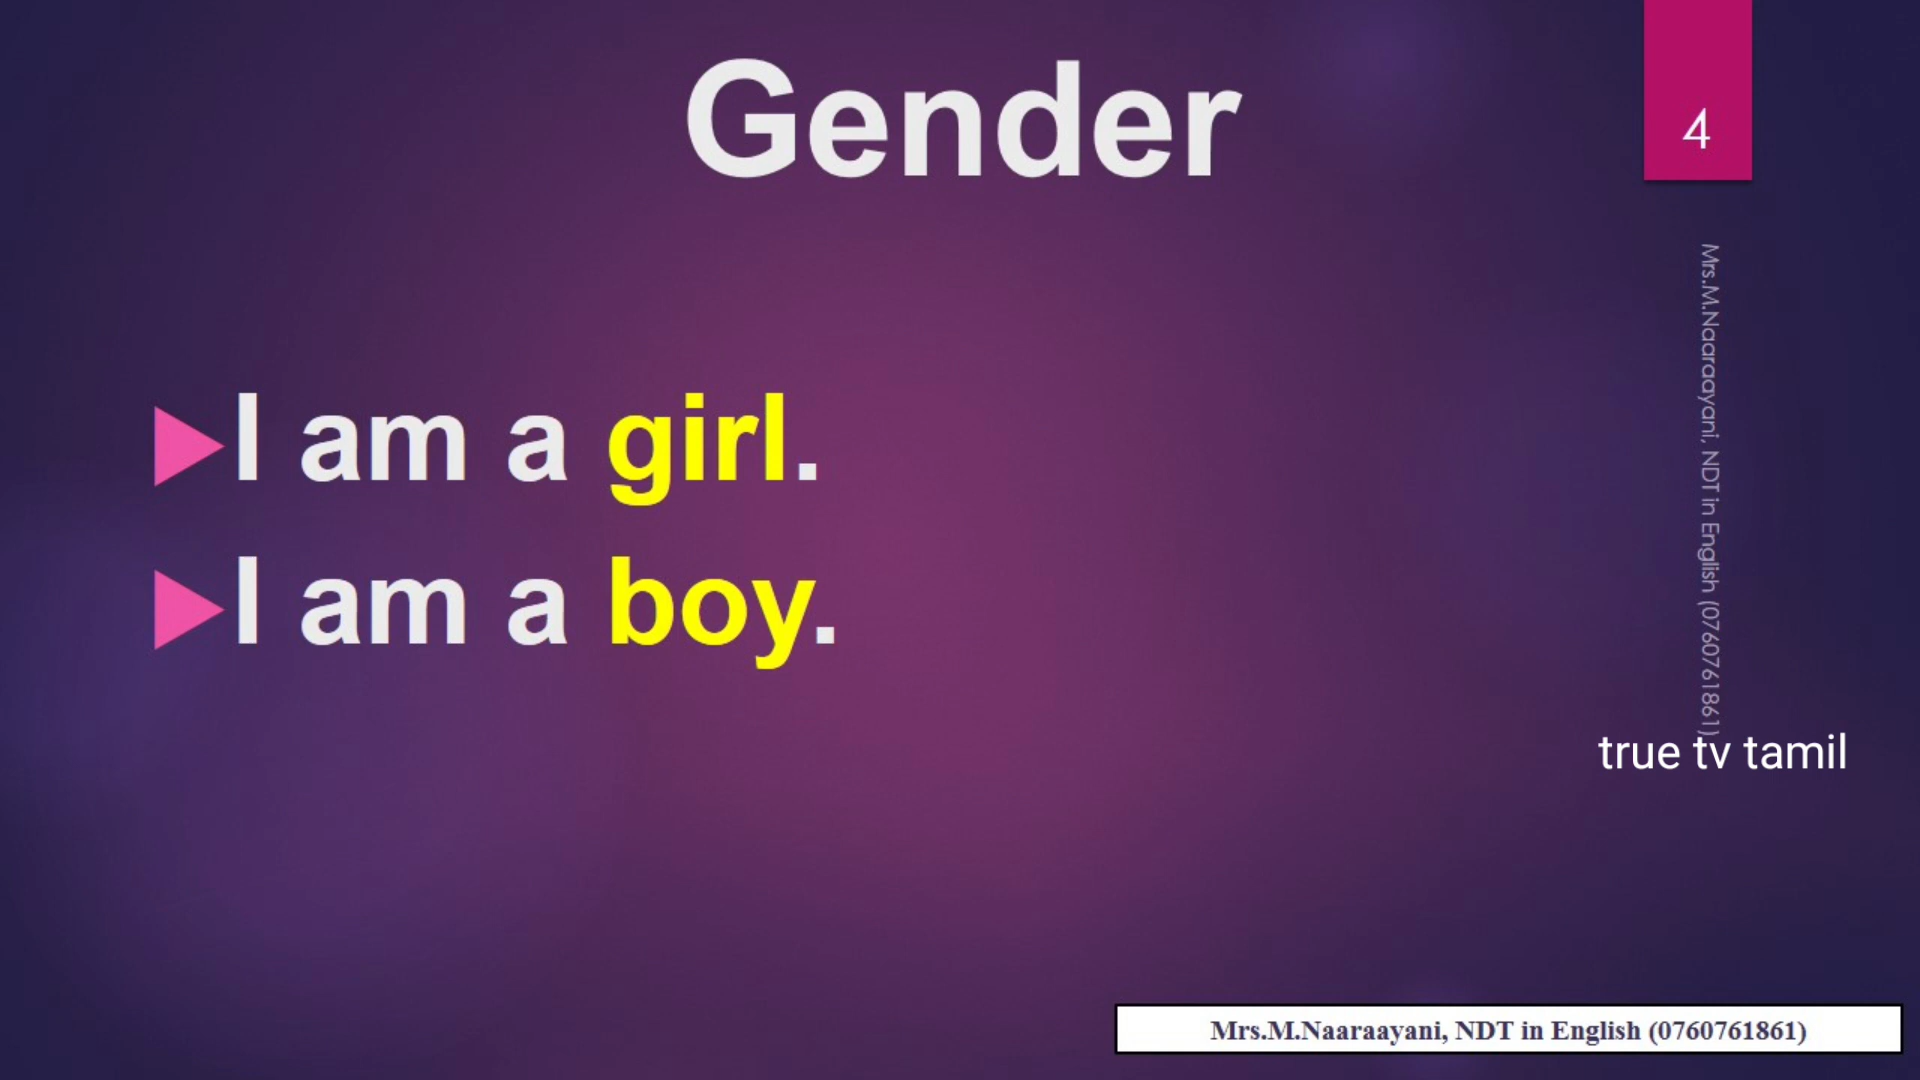 Gender
4
I am a girl.
I am a boy.
Mrs.M.Naaraayani, NDT in English (0760761861)
true tv tamil
Mrs.M.Naaraayani, NDT in English (0760761861)